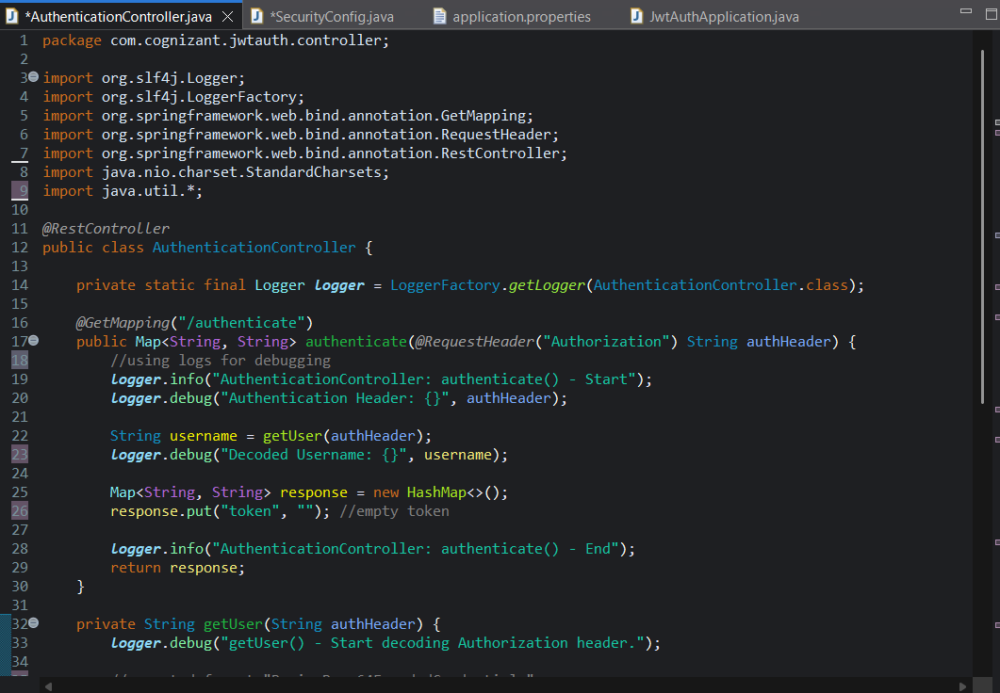 *AuthenticationController.java *SecurityConfig.java application.properties JwtAuthApplication.java
1 package com.cognizant.jwtauth.controller;
2
3 import org.slf4j.Logger;
4 import org.slf4j.LoggerFactory;
5 import org.springframework.web.bind.annotation.GetMapping;
6 import org.springframework.web.bind.annotation.RequestHeader;
7 import org.springframework.web.bind.annotation.RestController;
8 import java.nio.charset.StandardCharsets;
9 import java.util.*;
10
11 @RestController
12 public class AuthenticationController {
13
14     private static final Logger logger = LoggerFactory.getLogger(AuthenticationController.class);
15
16     @GetMapping("/authenticate")
17     public Map<String, String> authenticate(@RequestHeader("Authorization") String authHeader) {
18         //using logs for debugging
19         logger.info("AuthenticationController: authenticate() - Start");
20         logger.debug("Authentication Header: {}", authHeader);
21
22         String username = getUser(authHeader);
23         logger.debug("Decoded Username: {}", username);
24
25         Map<String, String> response = new HashMap<>();
26         response.put("token", ""); //empty token
27
28         logger.info("AuthenticationController: authenticate() - End");
29         return response;
30     }
31
32     private String getUser(String authHeader) {
33         logger.debug("getUser() - Start decoding Authorization header.");
34